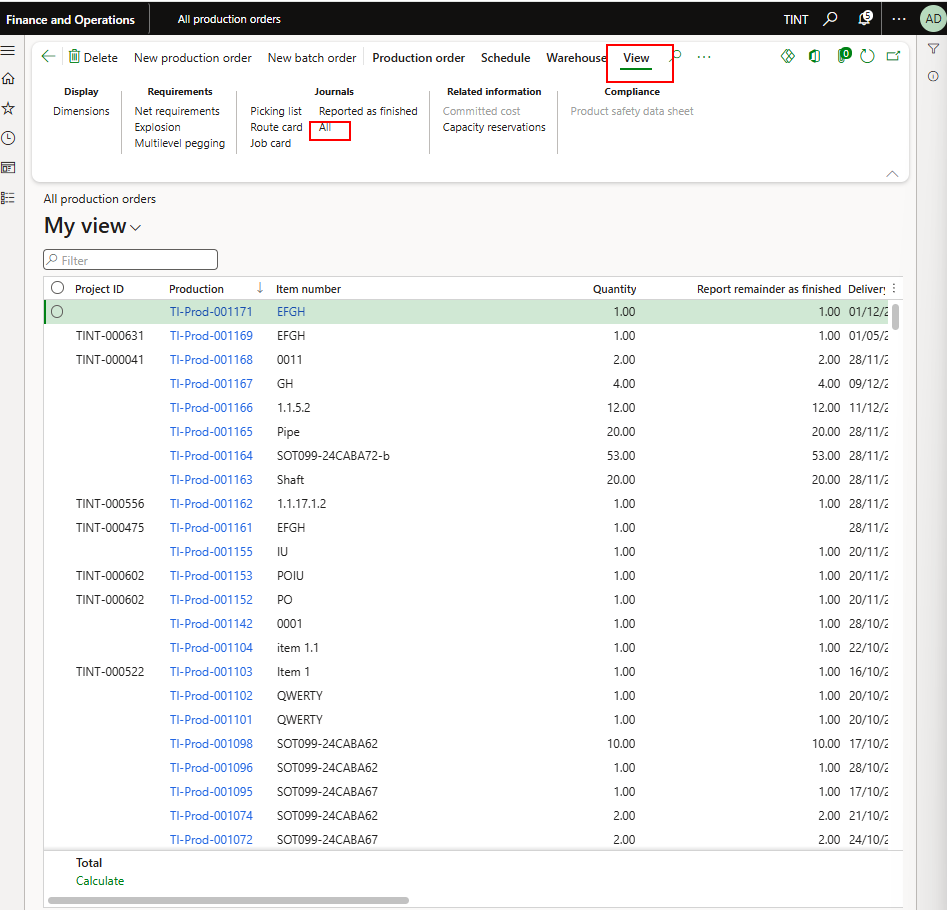 Finance and Operations All production orders TINT 5 AD
Delete New production order New batch order Production order Schedule Warehouse View 0
Display Requirements Journals Related information Compliance
Dimensions Net requirements Picking list Reported as finished Committed cost Product safety data sheet
Explosion Route card All Capacity reservations
Multilevel pegging Job card
All production orders
My view
Filter
Project ID Production Item number Quantity Report remainder as finished Delivery
TI-Prod-001171 EFGH 1.00 1.00 01/12/2
TINT-000631 TI-Prod-001169 EFGH 1.00 1.00 01/05/2
TINT-000041 TI-Prod-001168 0011 2.00 2.00 28/11/2
TI-Prod-001167 GH 4.00 4.00 09/12/2
TI-Prod-001166 1.1.5.2 12.00 12.00 11/12/2
TI-Prod-001165 Pipe 20.00 20.00 28/11/2
TI-Prod-001164 SOT099-24CABA72-b 53.00 53.00 28/11/2
TI-Prod-001163 Shaft 20.00 20.00 28/11/2
TINT-000556 TI-Prod-001162 1.1.17.1.2 1.00 1.00 28/11/2
TINT-000475 TI-Prod-001161 EFGH 1.00 28/11/2
TI-Prod-001155 IU 1.00 1.00 20/11/2
TINT-000602 TI-Prod-001153 POIU 1.00 1.00 20/11/2
TINT-000602 TI-Prod-001152 PO 1.00 1.00 20/11/2
TI-Prod-001142 0001 1.00 1.00 28/10/2
TI-Prod-001104 item 1.1 1.00 1.00 22/10/2
TINT-000522 TI-Prod-001103 Item 1 1.00 1.00 16/10/2
TI-Prod-001102 QWERTY 1.00 1.00 20/10/2
TI-Prod-001101 QWERTY 1.00 1.00 20/10/2
TI-Prod-001098 SOT099-24CABA62 10.00 10.00 17/10/2
TI-Prod-001096 SOT099-24CABA62 1.00 1.00 28/10/2
TI-Prod-001095 SOT099-24CABA67 1.00 1.00 17/10/2
TI-Prod-001074 SOT099-24CABA62 2.00 2.00 21/10/2
TI-Prod-001072 SOT099-24CABA67 2.00 2.00 24/10/2
Total
Calculate